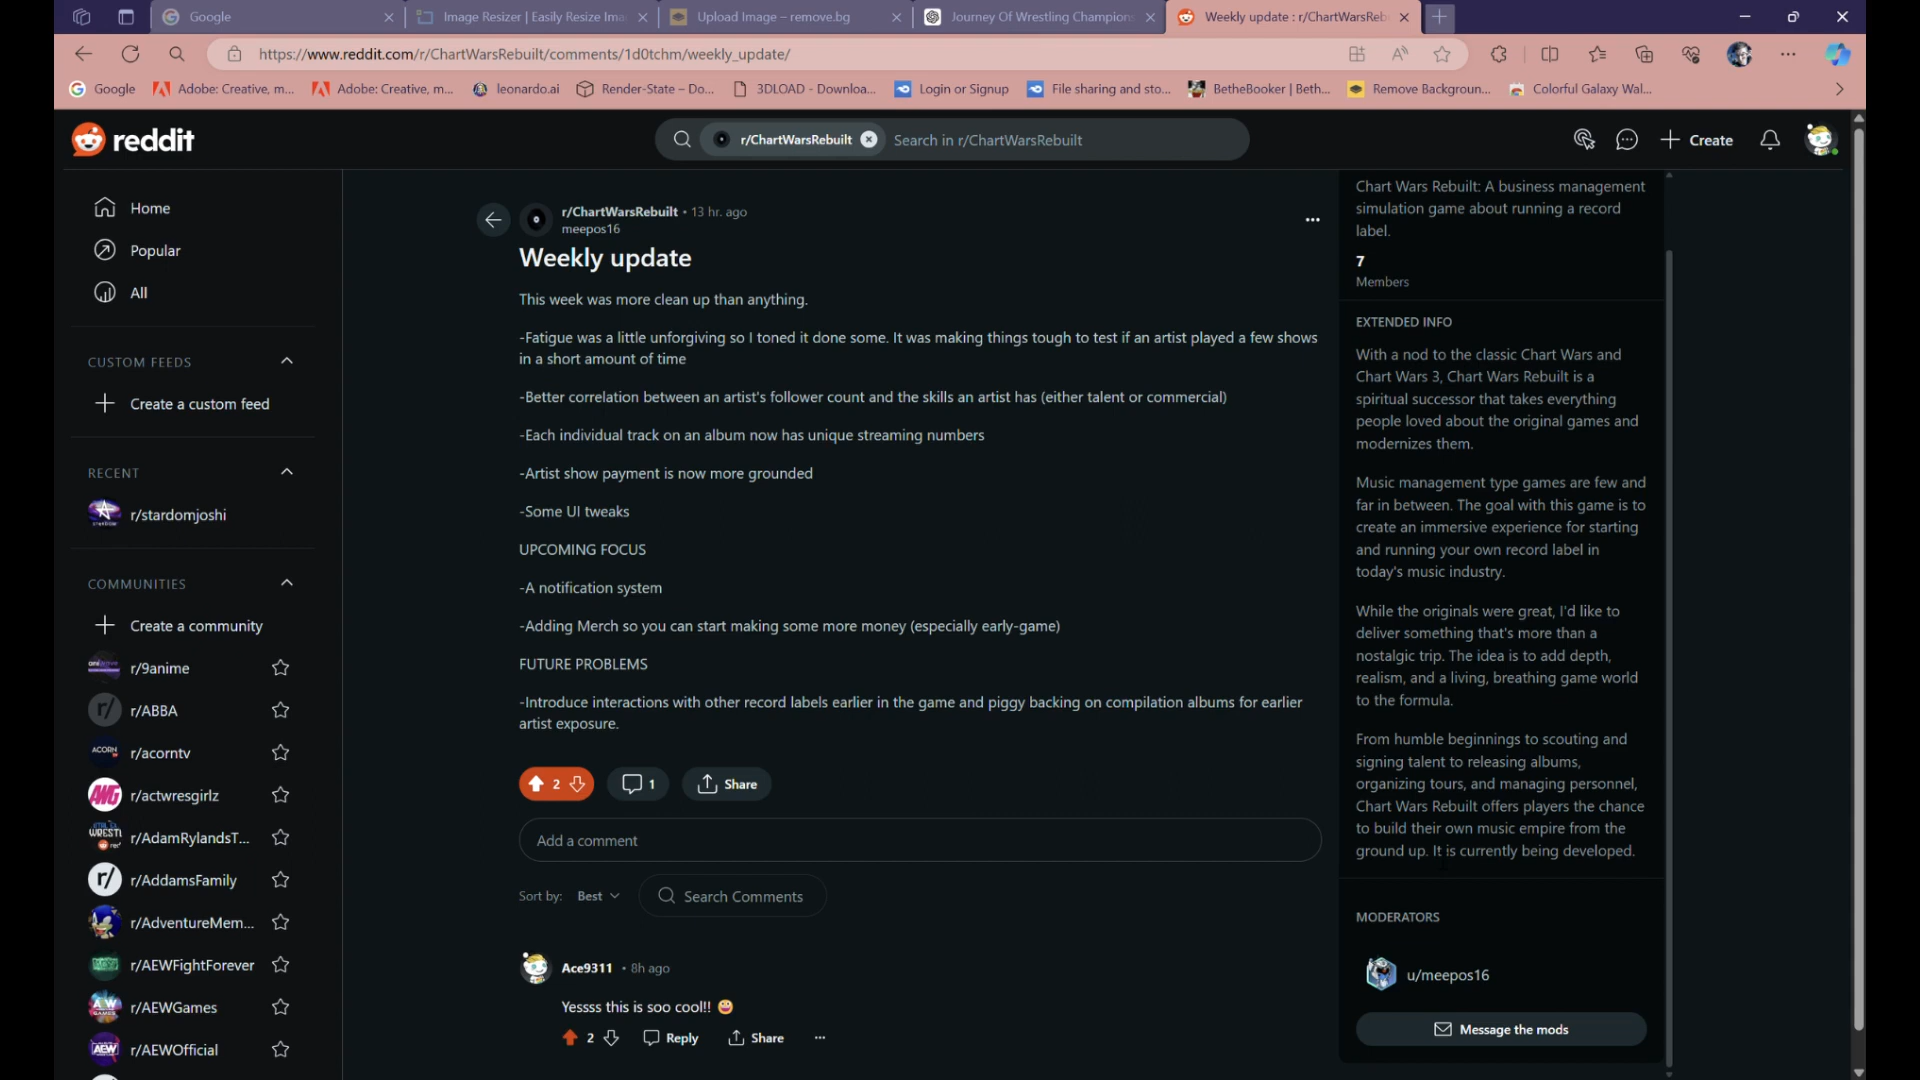 Google
Image Resizer | Easily Resize Ima
Upload Image – remove.bg
Journey Of Wrestling Champion
Weekly update : r/ChartWarsReb
https://www.reddit.com/r/ChartWarsRebuilt/comments/1d0tchm/weekly_update/
Google
Adobe: Creative, m...
Adobe: Creative, m...
leonardo.ai
Render-State – Do...
3DLOAD - Downloa...
Login or Signup
File sharing and sto...
BetheBooker | Beth...
Remove Backgroun...
Colorful Galaxy Wal...
reddit
r/ChartWarsRebuilt
Search in r/ChartWarsRebuilt
Create
Home
Popular
All
CUSTOM FEEDS
Create a custom feed
RECENT
r/stardomjoshi
COMMUNITIES
Create a community
r/9anime
r/ABBA
r/acorntv
r/actwresgirlz
r/AdamRylandsT...
r/AddamsFamily
r/AdventureMem...
r/AEWFightForever
r/AEWGames
r/AEWOfficial
r/ChartWarsRebuilt • 13 hr. ago
meepos16
Weekly update
This week was more clean up than anything.
-Fatigue was a little unforgiving so I toned it done some. It was making things tough to test if an artist played a few shows
in a short amount of time
-Better correlation between an artist's follower count and the skills an artist has (either talent or commercial)
-Each individual track on an album now has unique streaming numbers
-Artist show payment is now more grounded
-Some UI tweaks
UPCOMING FOCUS
-A notification system
-Adding Merch so you can start making some more money (especially early-game)
FUTURE PROBLEMS
-Introduce interactions with other record labels earlier in the game and piggy backing on compilation albums for earlier
artist exposure.
2
1
Share
Add a comment
Sort by: Best
Search Comments
Ace9311 • 8h ago
Yessss this is soo cool!! 😀
2
Reply
Share
Chart Wars Rebuilt: A business management
simulation game about running a record
label.
7
Members
EXTENDED INFO
With a nod to the classic Chart Wars and
Chart Wars 3, Chart Wars Rebuilt is a
spiritual successor that takes everything
people loved about the original games and
modernizes them.
Music management type games are few and
far in between. The goal with this game is to
create an immersive experience for starting
and running your own record label in
today's music industry.
While the originals were great, I'd like to
deliver something that's more than a
nostalgic trip. The idea is to add depth,
realism, and a living, breathing game world
to the formula.
From humble beginnings to scouting and
signing talent to releasing albums,
organizing tours, and managing personnel,
Chart Wars Rebuilt offers players the chance
to build their own music empire from the
ground up. It is currently being developed.
MODERATORS
u/meepos16
Message the mods